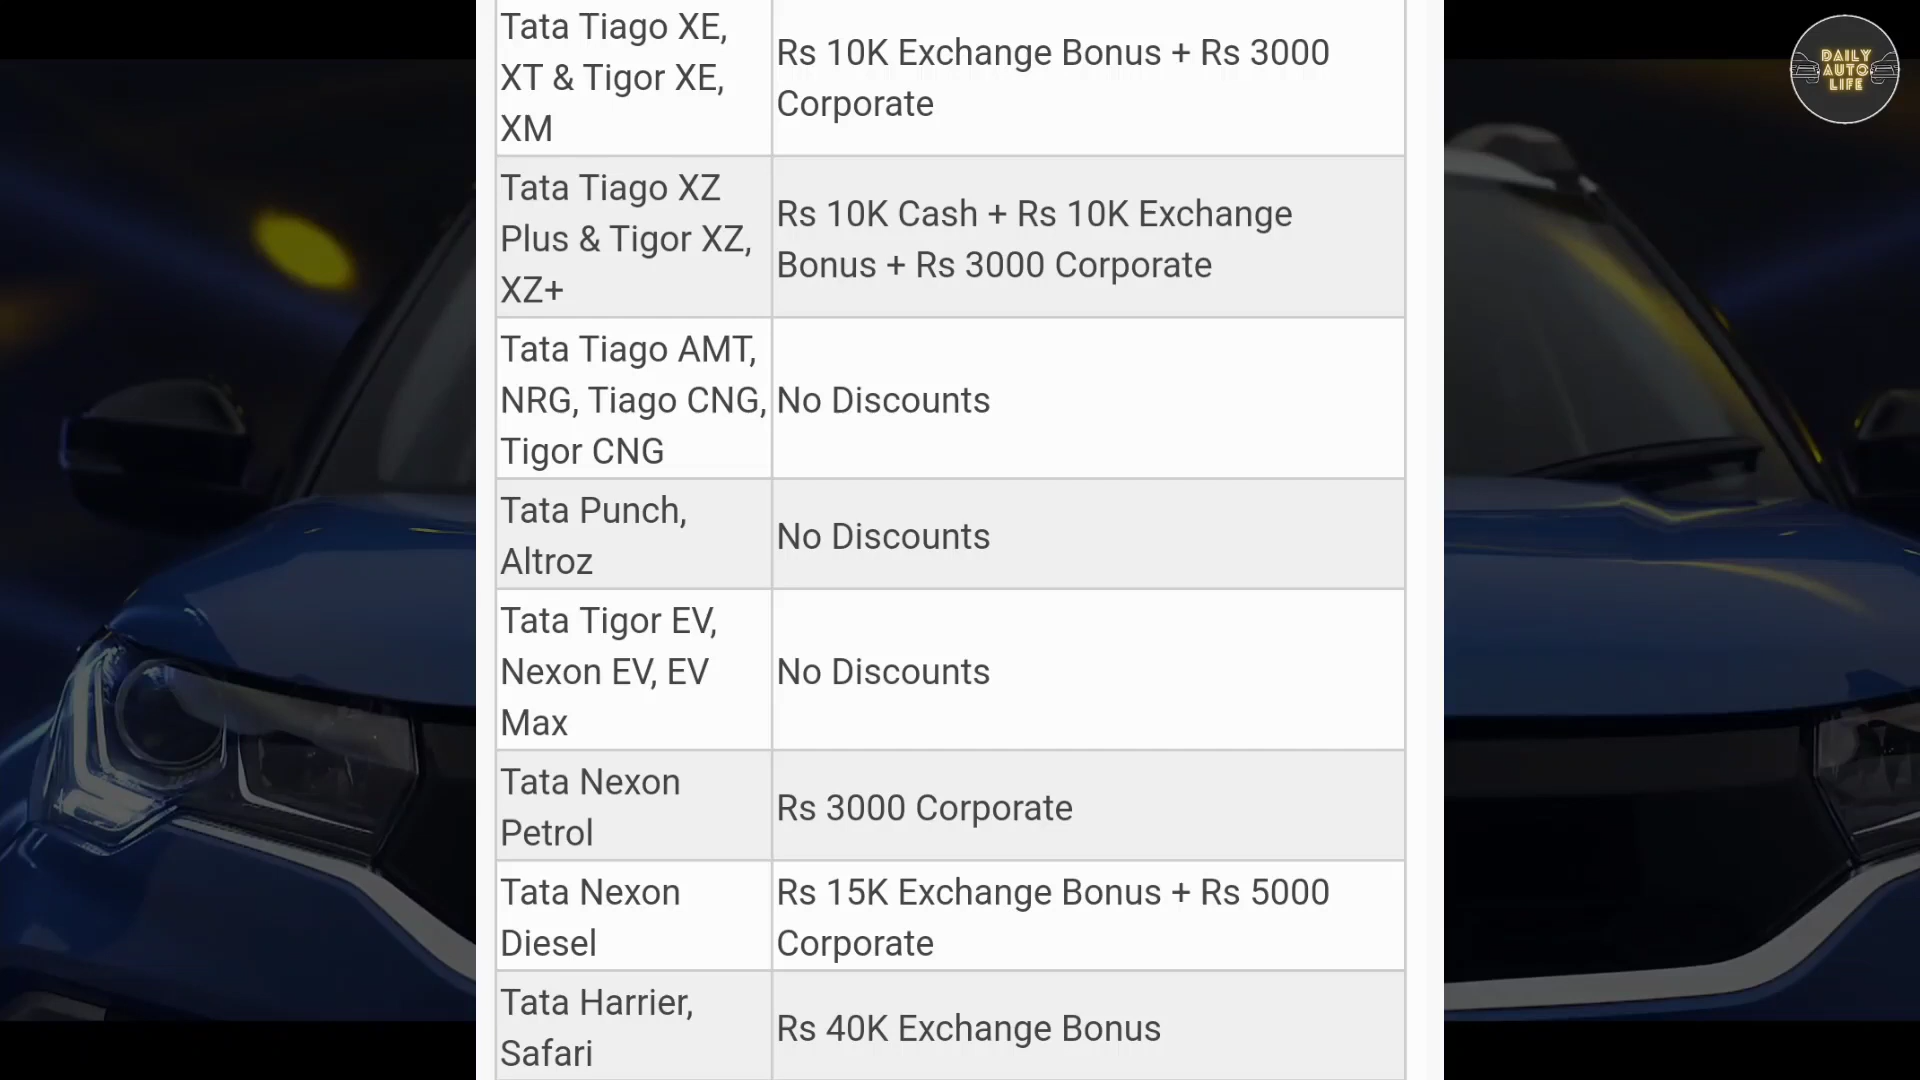 Tata Tiago XE,
XT & Tigor XE,
XM
Rs 10K Exchange Bonus + Rs 3000
Corporate
Tata Tiago XZ
Plus & Tigor XZ,
XZ+
Rs 10K Cash + Rs 10K Exchange
Bonus + Rs 3000 Corporate
Tata Tiago AMT,
NRG, Tiago CNG,
Tigor CNG
No Discounts
Tata Punch,
Altroz
No Discounts
Tata Tigor EV,
Nexon EV, EV
Max
No Discounts
Tata Nexon
Petrol
Rs 3000 Corporate
Tata Nexon
Diesel
Rs 15K Exchange Bonus + Rs 5000
Corporate
Tata Harrier,
Safari
Rs 40K Exchange Bonus
DAILY
AUTO
LIFE